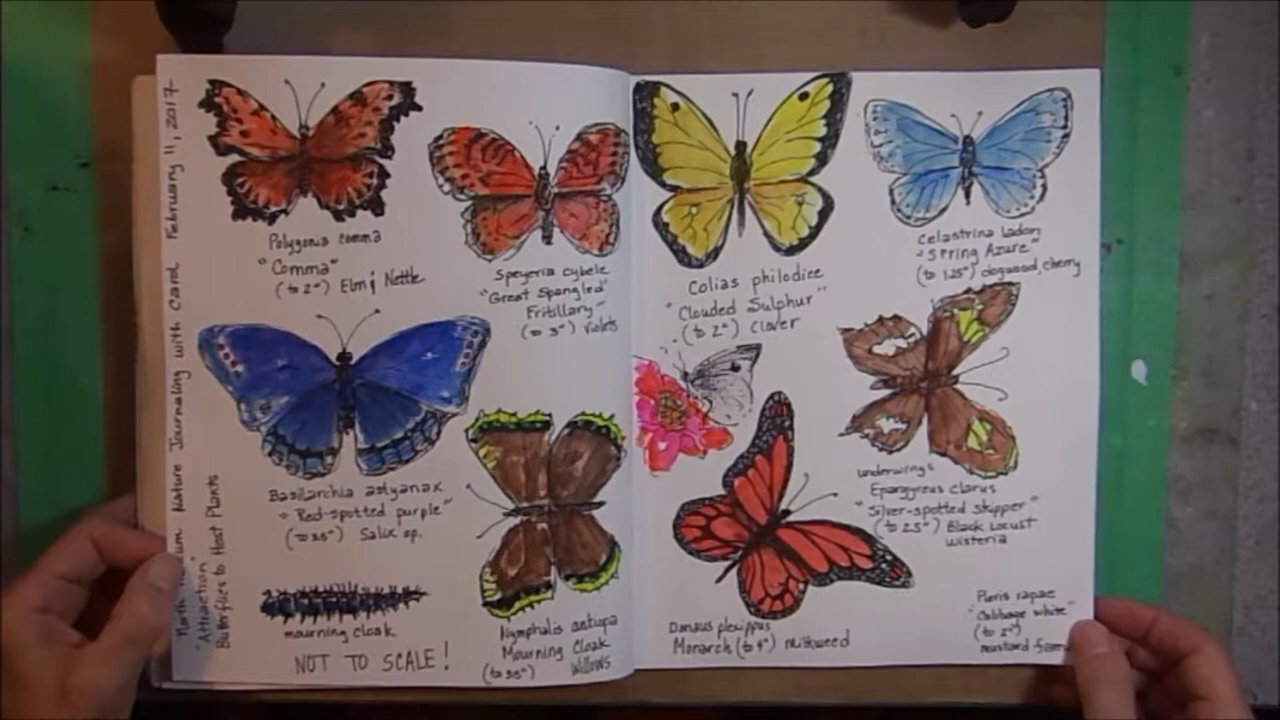 Nature Journaling with Carol February 11, 2017
"Attraction"
Butterflies to Host Plants
Polygonia comma
"Comma"
(to 2") Elm & Nettle
Speyeria cybele
"Great Spangled
Fritillary"
(to 3") Violets
Basilarchia astyanax
"Red-spotted purple"
(to 3.5") Salix sp.
mourning cloak
NOT TO SCALE!
Nymphalis antiopa
Mourning Cloak
(to 3.5") Willows
Colias philodice
"Clouded Sulphur"
(to 2") Clover
Celastrina ladon
"Spring Azure"
(to 1.25") dogwood, cherry
underwings
Epargyreus clarus
"Silver-spotted skipper"
(to 2.5") Black Locust
wisteria
Danaus plexippus
Monarch (to 4") milkweed
Pieris rapae
"Cabbage white"
(to 2")
mustard